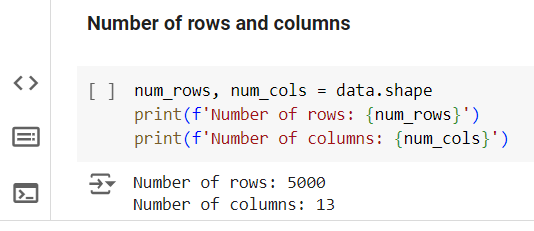 Number of rows and columns
[ ] num_rows, num_cols = data.shape
print(f'Number of rows: {num_rows}')
print(f'Number of columns: {num_cols}')
Number of rows: 5000
Number of columns: 13